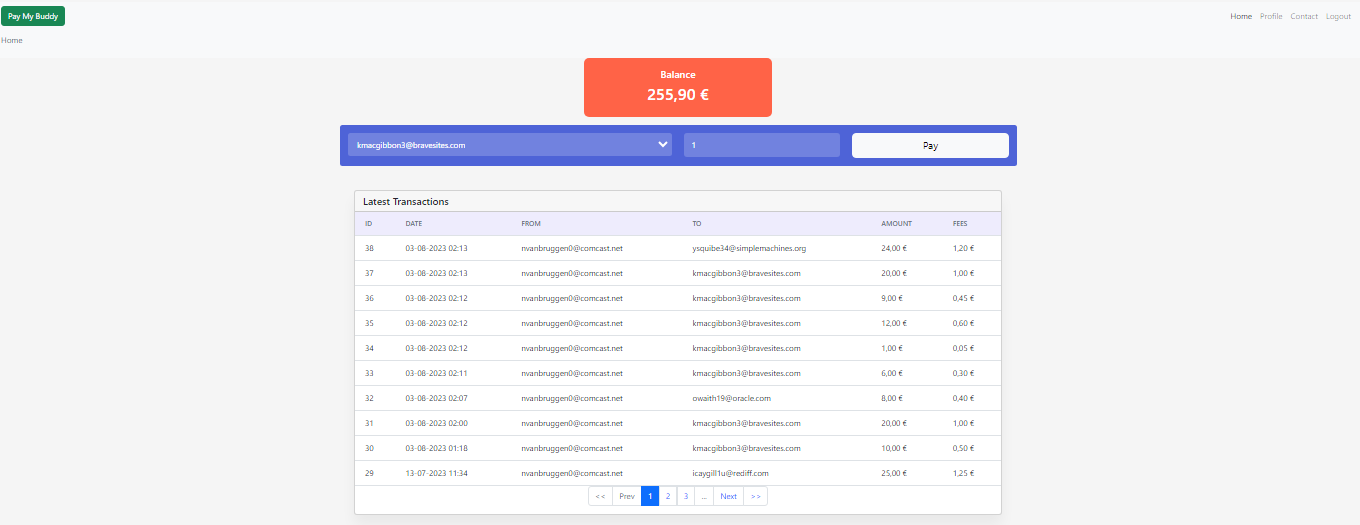 Pay My Buddy Home Profile Contact Logout
Home
Balance
255,90 €
kmacgibbon3@bravesites.com 1 Pay
Latest Transactions
ID DATE FROM TO AMOUNT FEES
38 03-08-2023 02:13 nvanbruggen0@comcast.net ysquibe34@simplemachines.org 24,00 € 1,20 €
37 03-08-2023 02:13 nvanbruggen0@comcast.net kmacgibbon3@bravesites.com 20,00 € 1,00 €
36 03-08-2023 02:12 nvanbruggen0@comcast.net kmacgibbon3@bravesites.com 9,00 € 0,45 €
35 03-08-2023 02:12 nvanbruggen0@comcast.net kmacgibbon3@bravesites.com 12,00 € 0,60 €
34 03-08-2023 02:12 nvanbruggen0@comcast.net kmacgibbon3@bravesites.com 1,00 € 0,05 €
33 03-08-2023 02:11 nvanbruggen0@comcast.net kmacgibbon3@bravesites.com 6,00 € 0,30 €
32 03-08-2023 02:07 nvanbruggen0@comcast.net owaith19@oracle.com 8,00 € 0,40 €
31 03-08-2023 02:00 nvanbruggen0@comcast.net kmacgibbon3@bravesites.com 20,00 € 1,00 €
30 03-08-2023 01:18 nvanbruggen0@comcast.net kmacgibbon3@bravesites.com 10,00 € 0,50 €
29 13-07-2023 11:34 nvanbruggen0@comcast.net icaygill1u@rediff.com 25,00 € 1,25 €
<< Prev 1 2 3 ... Next >>